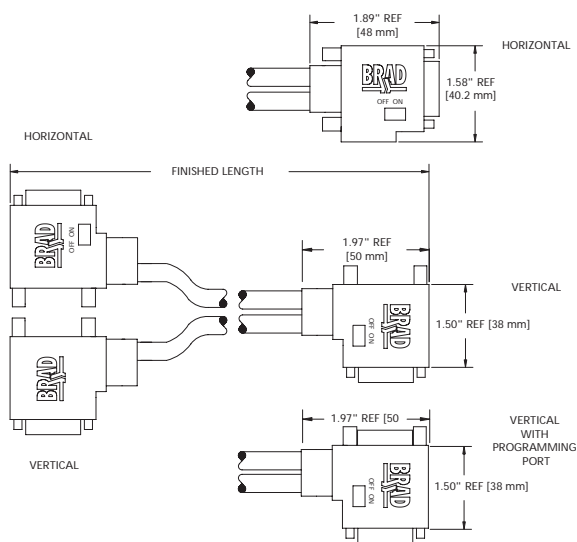 1.89" REF
[48 mm]
HORIZONTAL
BRAD
OFF ON
1.58" REF
[40.2 mm]
HORIZONTAL
FINISHED LENGTH
BRAD
OFF ON
1.97" REF
[50 mm]
VERTICAL
OFF ON
BRAD
1.50" REF [38 mm]
BRAD
VERTICAL
1.97" REF [50
VERTICAL
WITH
PROGRAMMING
PORT
OFF ON
BRAD
1.50" REF [38 mm]